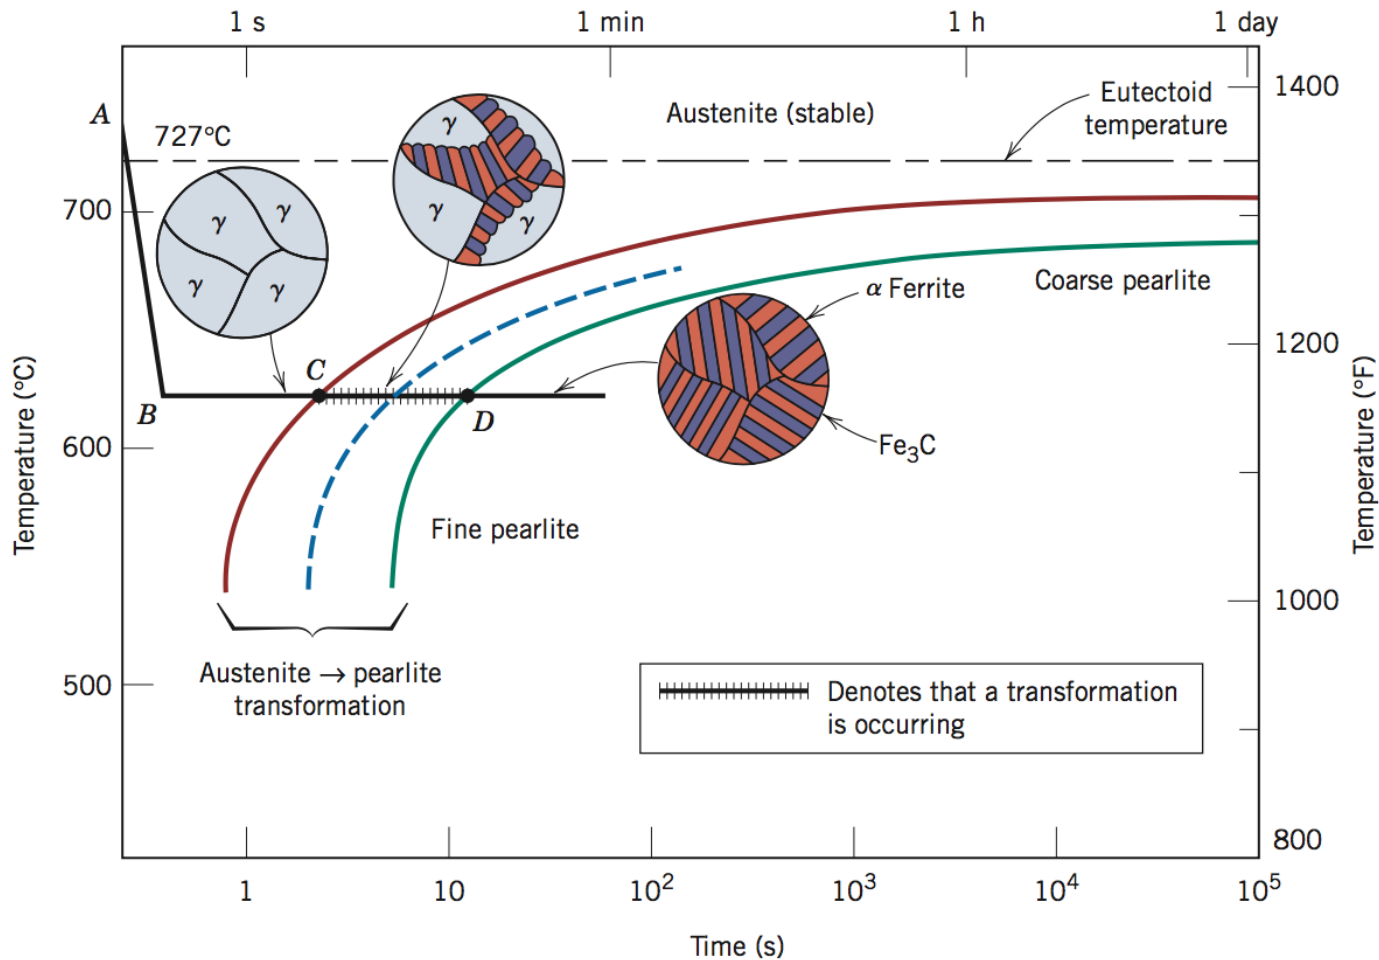 1 s
1 min
1 h
1 day
A
727°C
γ
γ
γ
γ
γ
γ
γ
Austenite (stable)
Eutectoid
temperature
1400
700
α Ferrite
Coarse pearlite
1200
C
B
D
Fe₃C
600
Fine pearlite
Temperature (°C)
Temperature (°F)
1000
Austenite → pearlite
transformation
500
Denotes that a transformation
is occurring
800
1
10
10²
10³
10⁴
10⁵
Time (s)